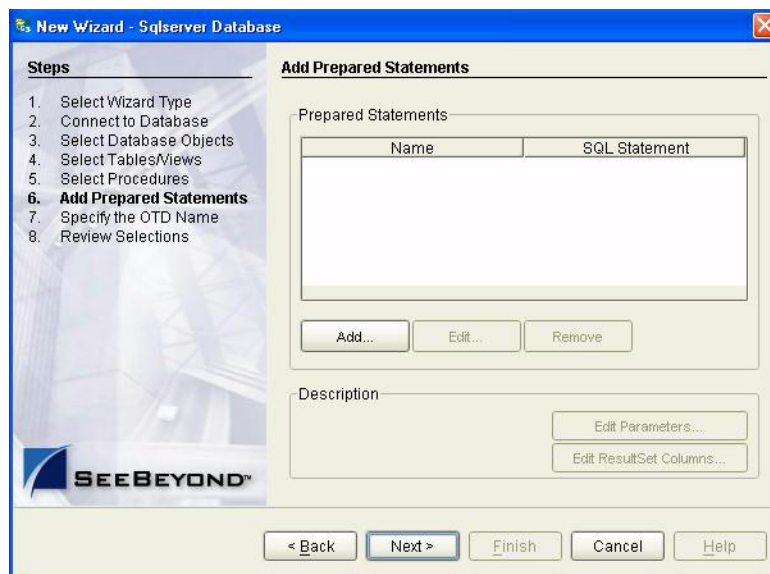 New Wizard - Sqlserver Database
Steps
1. Select Wizard Type
2. Connect to Database
3. Select Database Objects
4. Select Tables/Views
5. Select Procedures
6. Add Prepared Statements
7. Specify the OTD Name
8. Review Selections
SEEBEYOND™
Add Prepared Statements
Prepared Statements
Name SQL Statement
Add... Edit... Remove
Description
Edit Parameters...
Edit ResultSet Columns...
< Back Next > Finish Cancel Help